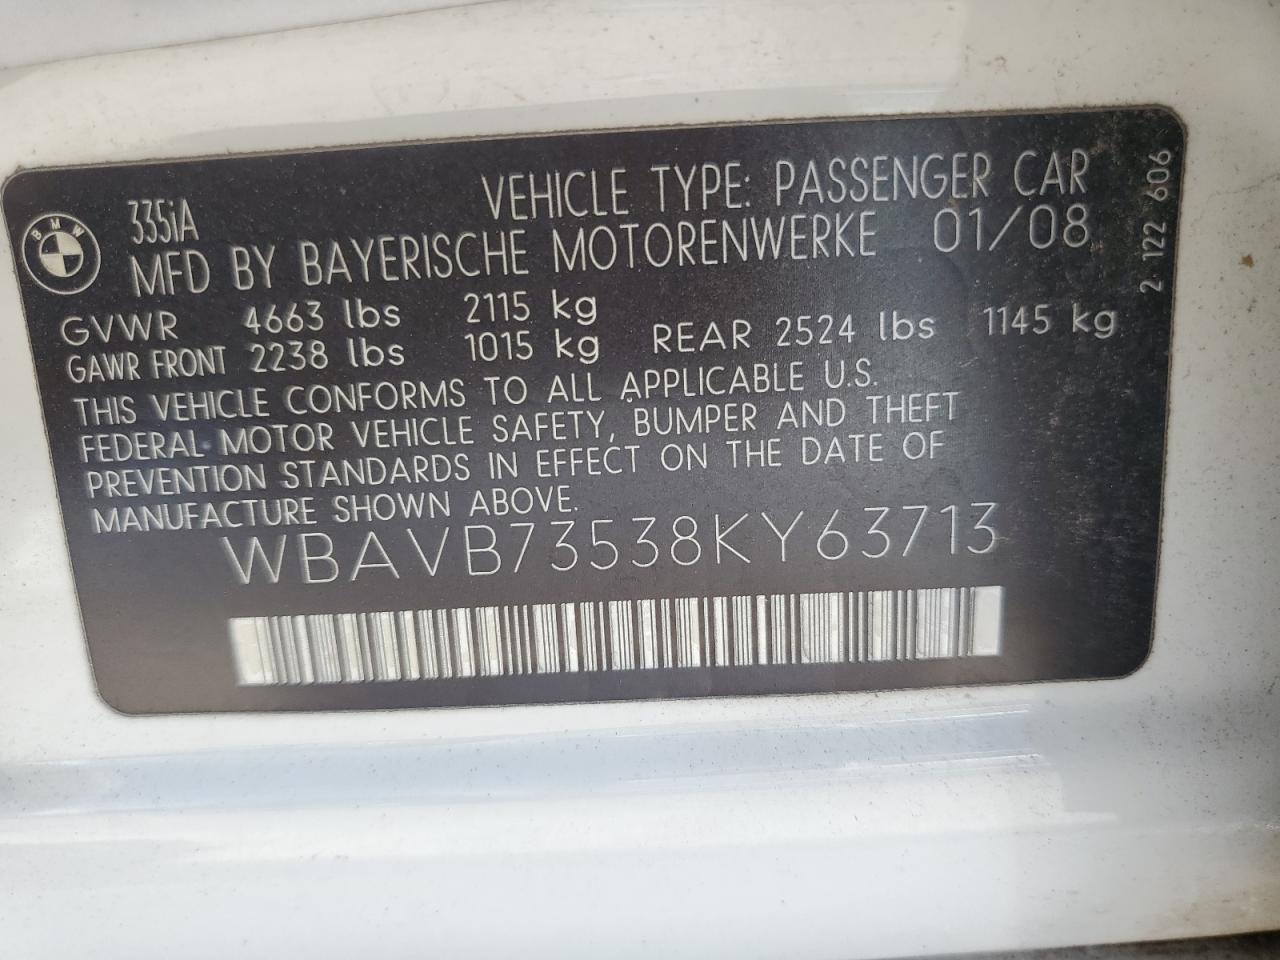 BMW
335iA VEHICLE TYPE: PASSENGER CAR
MFD BY BAYERISCHE MOTORENWERKE 01/08
GVWR 4663 lbs 2115 kg
GAWR FRONT 2238 lbs 1015 kg REAR 2524 lbs 1145 kg
THIS VEHICLE CONFORMS TO ALL APPLICABLE U.S.
FEDERAL MOTOR VEHICLE SAFETY, BUMPER AND THEFT
PREVENTION STANDARDS IN EFFECT ON THE DATE OF
MANUFACTURE SHOWN ABOVE.
WBAVB73538KY63713
2 122 606